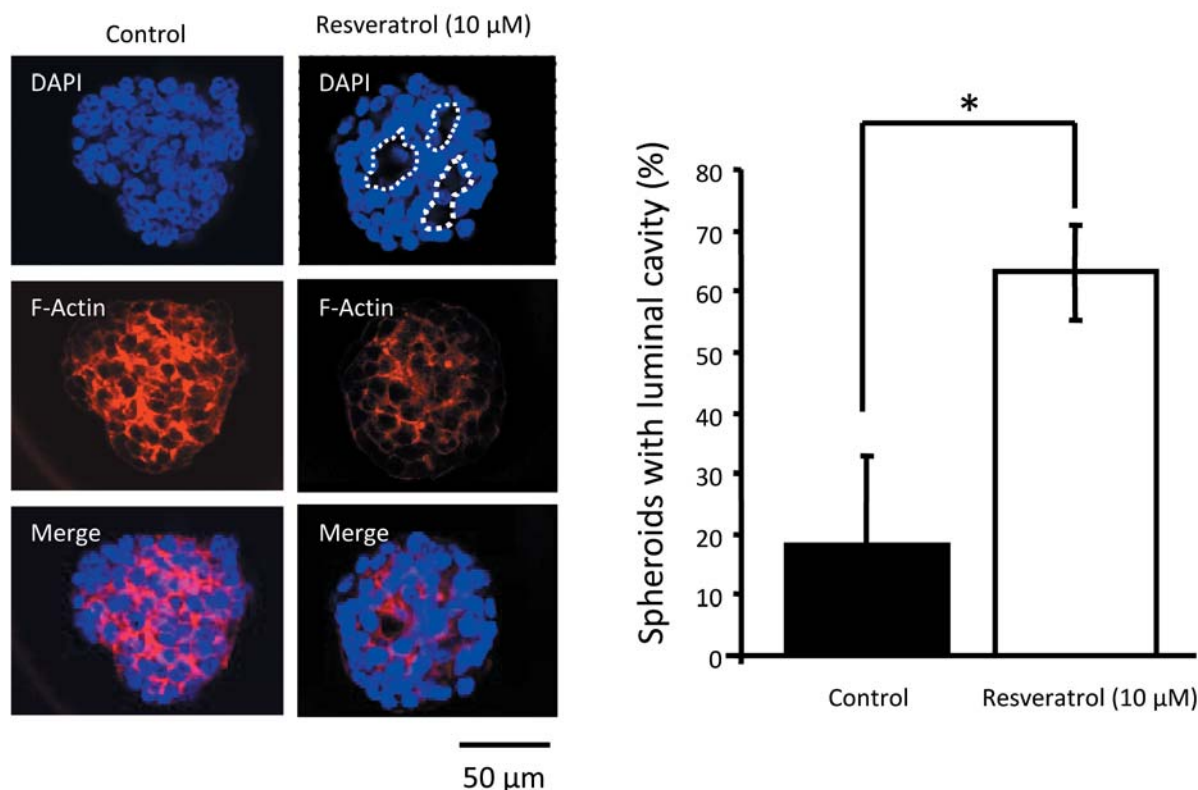 Control
Resveratrol (10 μM)
DAPI
DAPI
F-Actin
F-Actin
Merge
Merge
50 μm
*
Spheroids with luminal cavity (%)
80
70
60
50
40
30
20
10
0
Control
Resveratrol (10 μM)